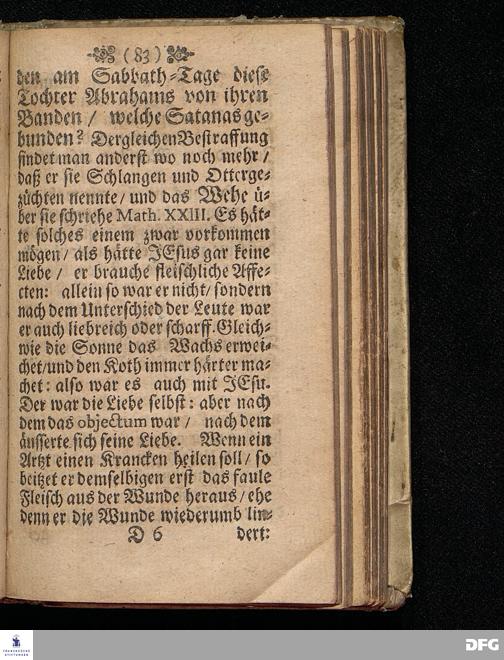 (83)
den am Sabbath-Tage diese
Tochter Abrahams von ihren
Banden / welche Satanas ge-
bunden? Dergleichen Bestraffung
findet man anderst wo noch mehr /
daß er sie Schlangen und Otterge-
züchten nennte / und das Wehe ü-
ber sie schriehe Math. XXIII. Es hät-
te solches einem zwar vorkommen
mögen / als hätte JEsus gar keine
Liebe / er brauche fleischliche Affe-
cten: allein so war er nicht / sondern
nach dem Unterschied der Leute war
er auch liebreich oder scharff. Gleich-
wie die Sonne das Wachs erwei-
chet / und den Koth immer härter ma-
chet: also war es auch mit JEsu.
Der war die Liebe selbst: aber nach
dem das objectum war / nach dem
äusserte sich seine Liebe. Wenn ein
Artzt einen Krancken heilen soll / so
beitzet er demselbigen erst das faule
Fleisch aus der Wunde heraus / ehe
denn er die Wunde wiederumb lin-
D 6 dert:
FRANCKESCHE
STIFTUNGEN
DFG